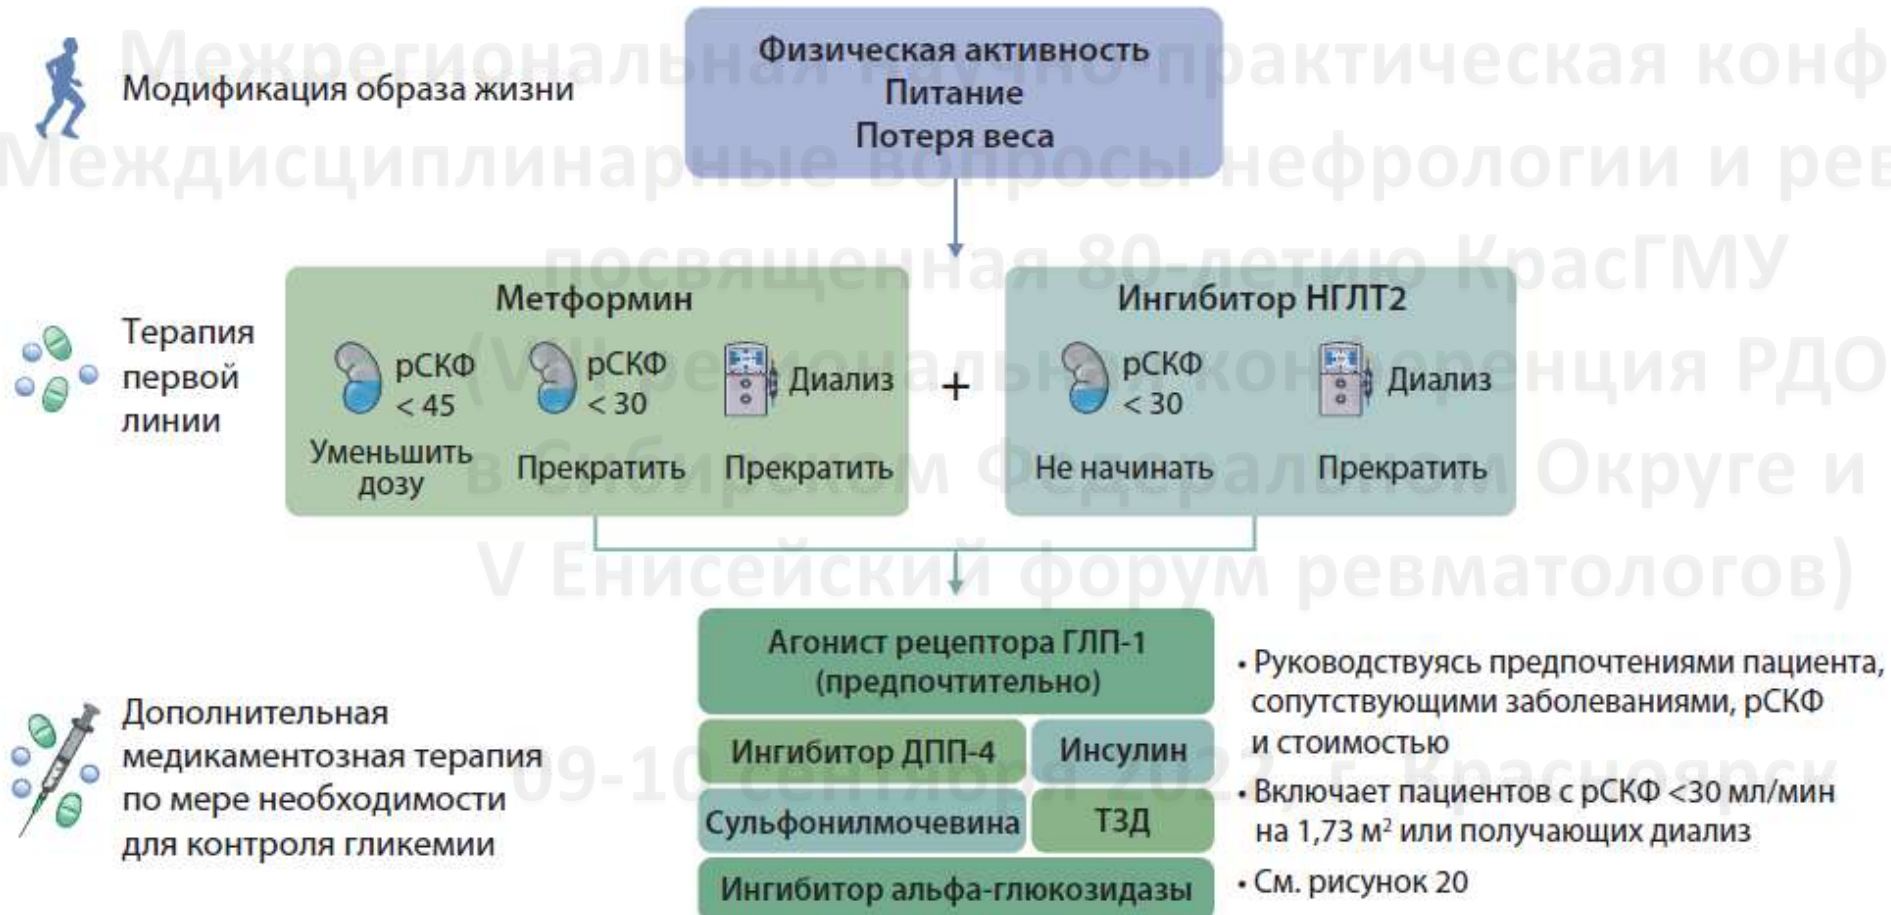 Межрегиональная научно практическая конф
Междисциплинарные вопросы нефрологии и рев
посвященная 80-летию КрасГМУ
региональная конференция РДО
в Сибирском Федеральном Округе и
V Енисейский форум ревматологов)
09-10 сентября 2022, г. Красноярск
Модификация образа жизни
Физическая активность
Питание
Потеря веса
Терапия
первой
линии
Метформин
рСКФ
< 45
Уменьшить
дозу
рСКФ
< 30
Прекратить
Диализ
Прекратить
+
Ингибитор НГЛТ2
рСКФ
< 30
Не начинать
Диализ
Прекратить
Дополнительная
медикаментозная терапия
по мере необходимости
для контроля гликемии
Агонист рецептора ГЛП-1
(предпочтительно)
Ингибитор ДПП-4
Инсулин
Сульфонилмочевина
ТЗД
Ингибитор альфа-глюкозидазы
• Руководствуясь предпочтениями пациента,
сопутствующими заболеваниями, рСКФ
и стоимостью
• Включает пациентов с рСКФ <30 мл/мин
на 1,73 м² или получающих диализ
• См. рисунок 20